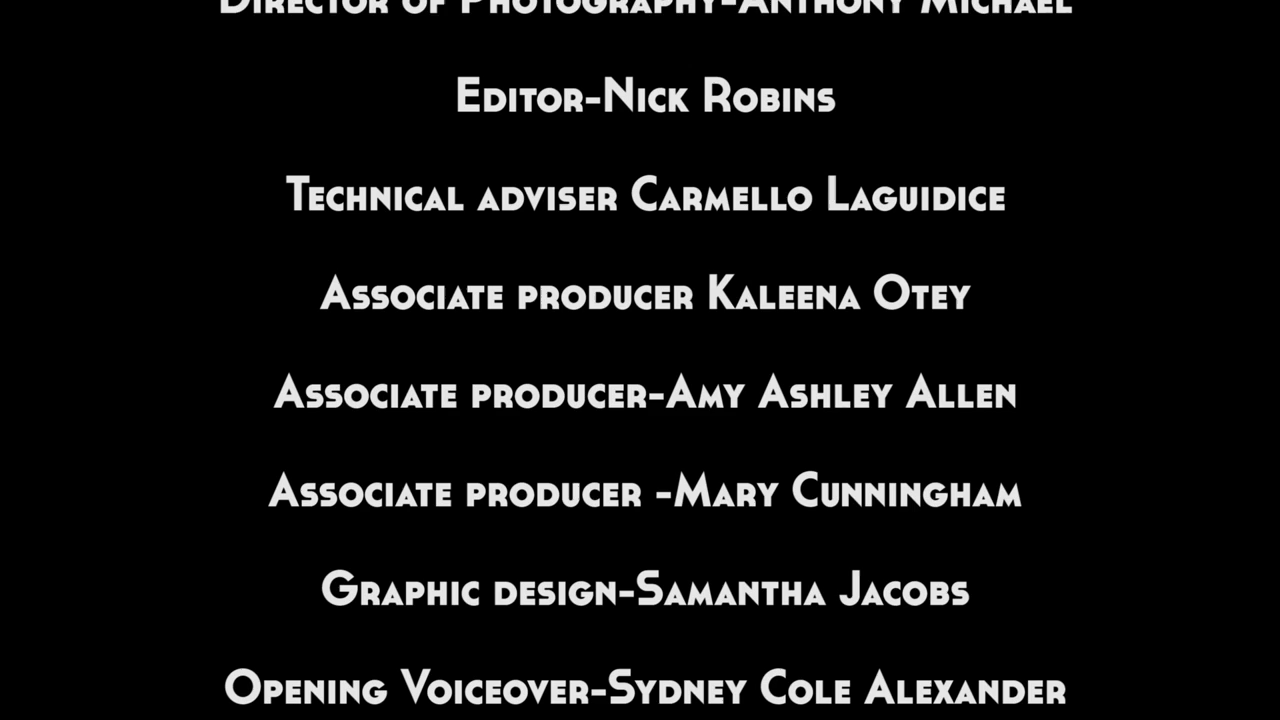 Director of Photography-Anthony Michael
Editor-Nick Robins
Technical adviser Carmello Laguidice
Associate producer Kaleena Otey
Associate producer-Amy Ashley Allen
Associate producer -Mary Cunningham
Graphic design-Samantha Jacobs
Opening Voiceover-Sydney Cole Alexander